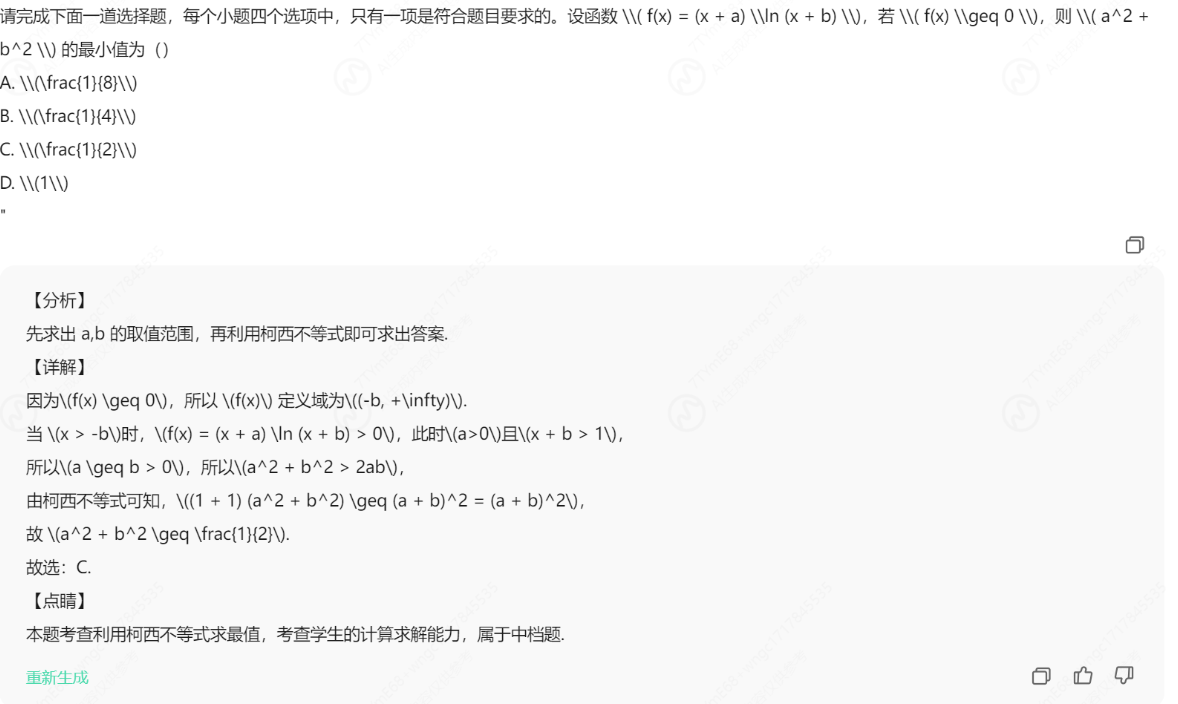 请完成下面一道选择题，每个小题四个选项中，只有一项是符合题目要求的。设函数 \\( f(x) = (x + a) \\ln (x + b) \\)，若 \\( f(x) \\geq 0 \\)，则 \\( a^2 +
b^2 \\) 的最小值为（）
A. \\(\frac{1}{8}\\)
B. \\(\frac{1}{4}\\)
C. \\(\frac{1}{2}\\)
D. \\(1\\)
"
【分析】
先求出 a,b 的取值范围，再利用柯西不等式即可求出答案.
【详解】
因为\(f(x) \geq 0\)，所以 \(f(x)\) 定义域为\((-b, +\infty)\).
当 \(x > -b\)时，\(f(x) = (x + a) \ln (x + b) > 0\)，此时\(a>0\)且\(x + b > 1\)，
所以\(a \geq b > 0\)，所以\(a^2 + b^2 > 2ab\)，
由柯西不等式可知，\((1 + 1) (a^2 + b^2) \geq (a + b)^2 = (a + b)^2\)，
故 \(a^2 + b^2 \geq \frac{1}{2}\).
故选：C.
【点睛】
本题考查利用柯西不等式求最值，考查学生的计算求解能力，属于中档题.
重新生成